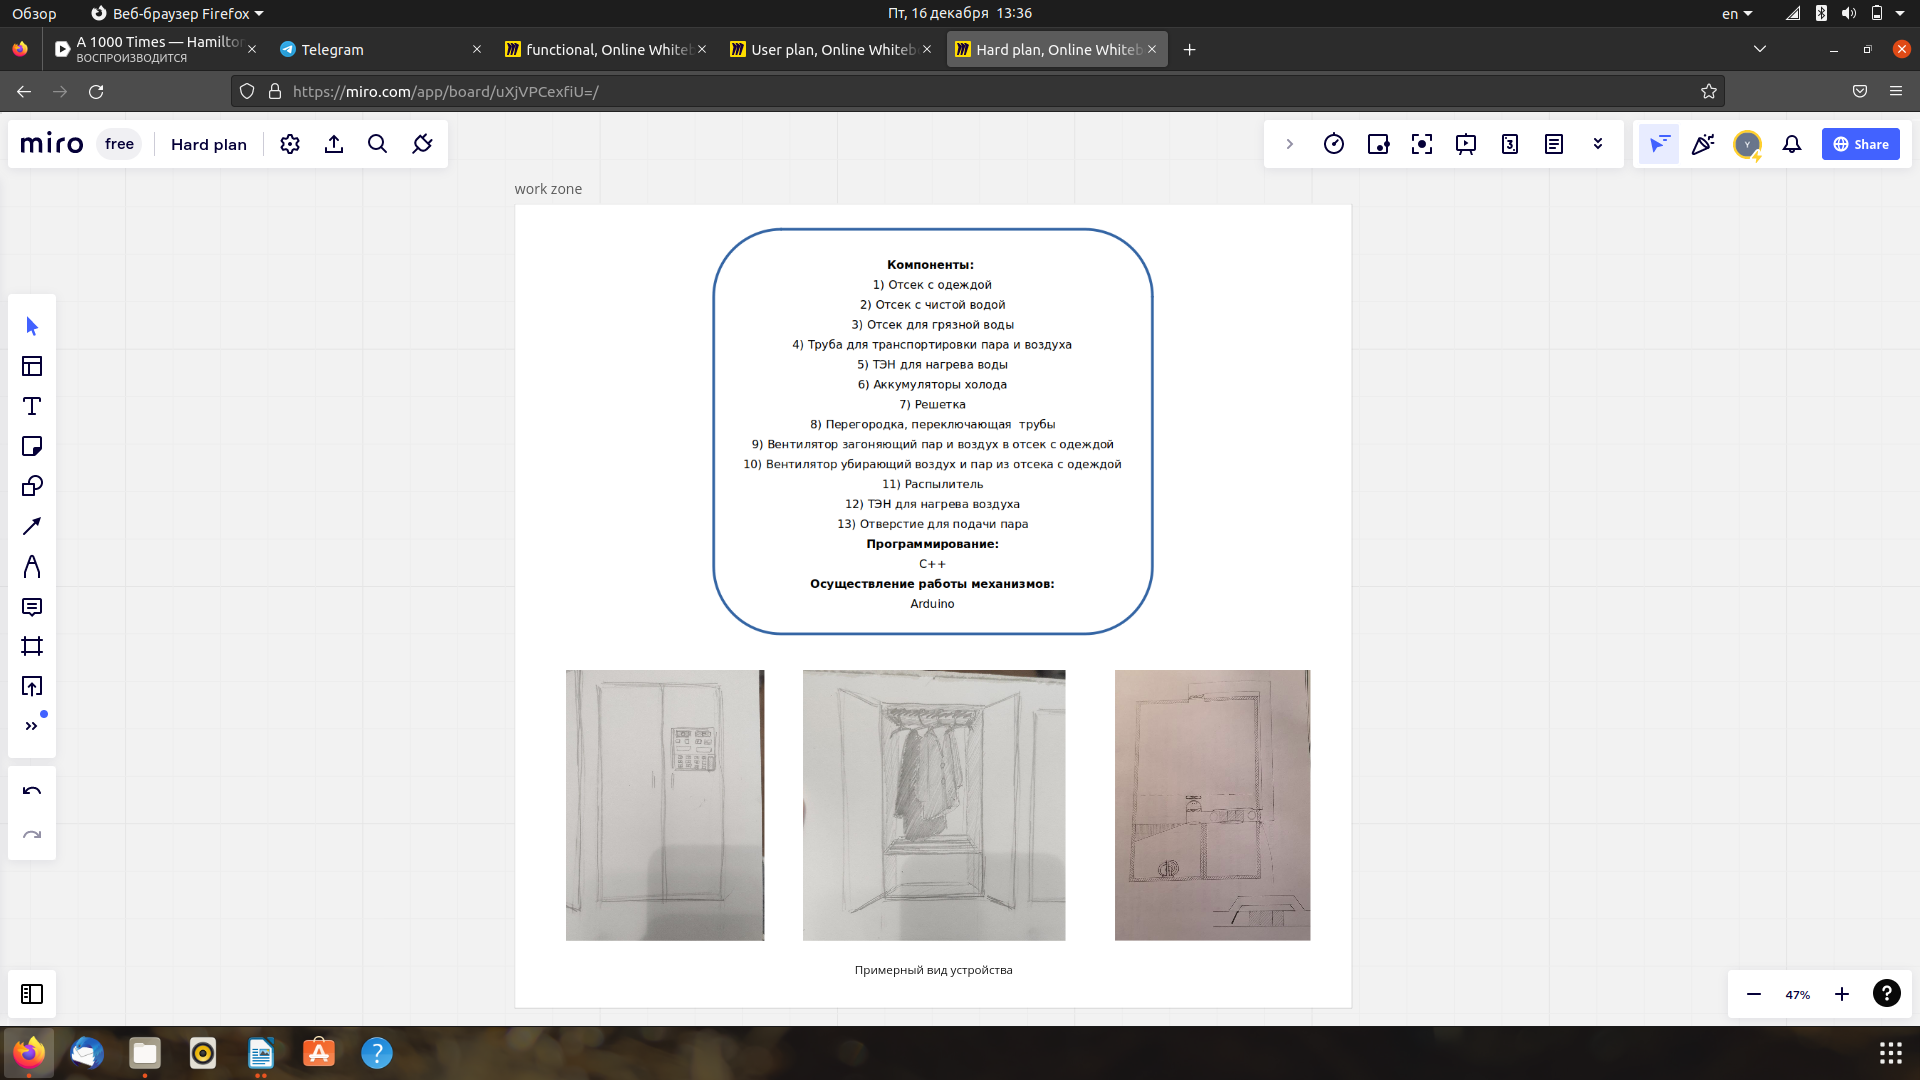 Обзор
Веб-браузер Firefox
Пт, 16 декабря 13:36
en
A 1000 Times — Hamilton
ВОСПРОИЗВОДИТСЯ
Telegram
functional, Online Whiteb
User plan, Online Whiteb
Hard plan, Online Whiteb
https://miro.com/app/board/uXjVPCexfiU=/
miro
free
Hard plan
3
Y
Share
work zone
Компоненты:
1) Отсек с одеждой
2) Отсек с чистой водой
3) Отсек для грязной воды
4) Труба для транспортировки пара и воздуха
5) ТЭН для нагрева воды
6) Аккумуляторы холода
7) Решетка
8) Перегородка, переключающая  трубы
9) Вентилятор загоняющий пар и воздух в отсек с одеждой
10) Вентилятор убирающий воздух и пар из отсека с одеждой
11) Распылитель
12) ТЭН для нагрева воздуха
13) Отверстие для подачи пара
Программирование:
C++
Осуществление работы механизмов:
Arduino
Примерный вид устройства
47%